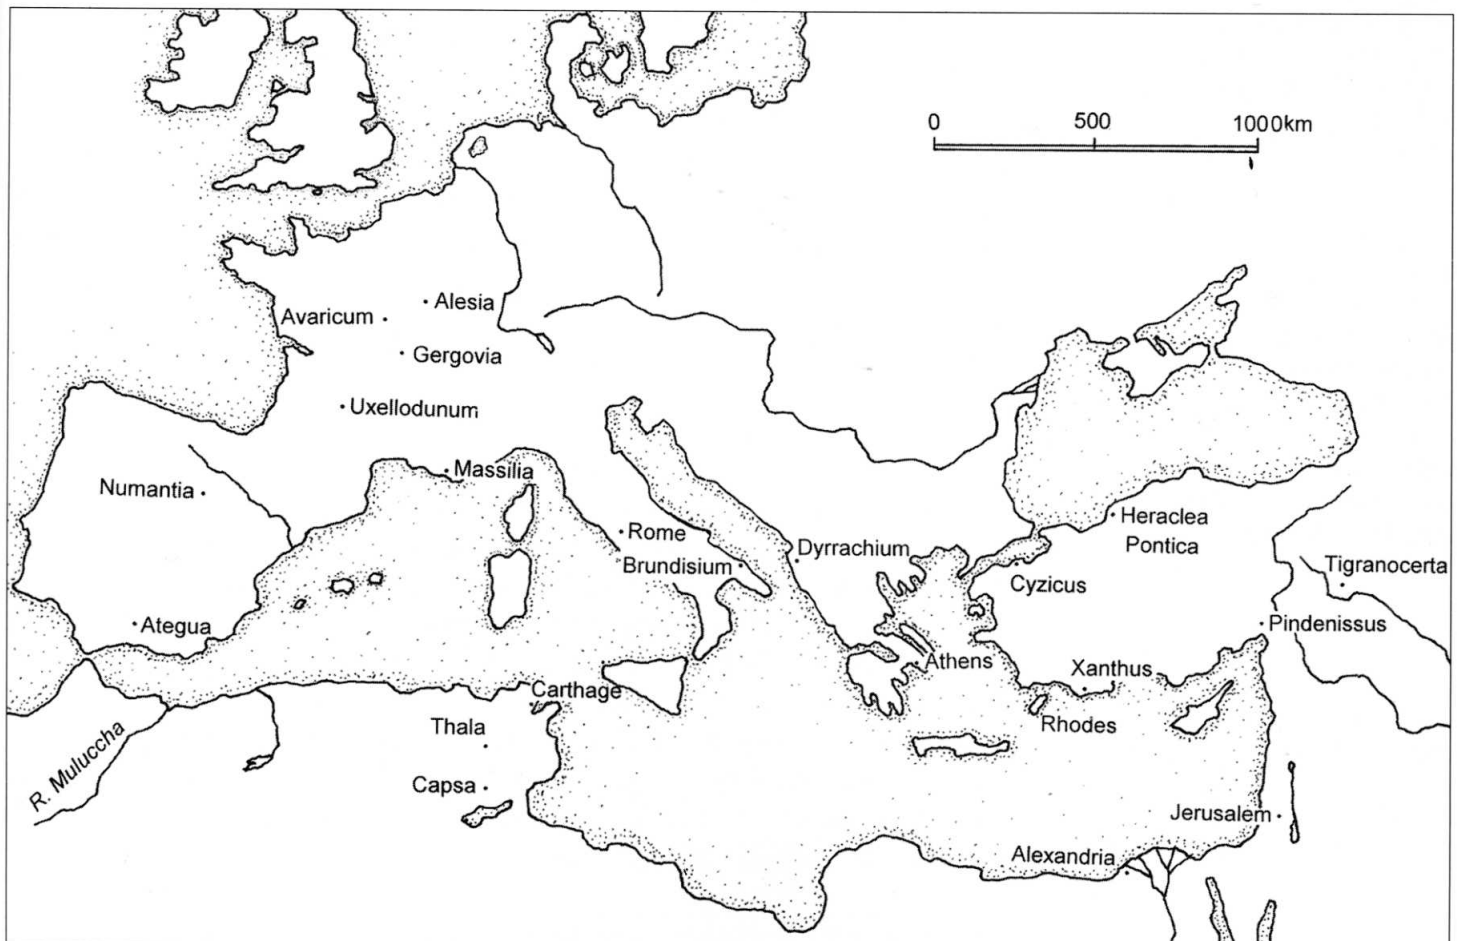 0 500 1000km
Alesia
Avaricum
Gergovia
Uxellodunum
Massilia
Numantia
Rome
Heraclea
Pontica
Dyrrachium
Brundisium
Cyzicus
Tigranocerta
Ategua
Pindenissus
Athens
Xanthus
Carthage
Rhodes
Thala
R. Muluccha
Capsa
Jerusalem
Alexandria